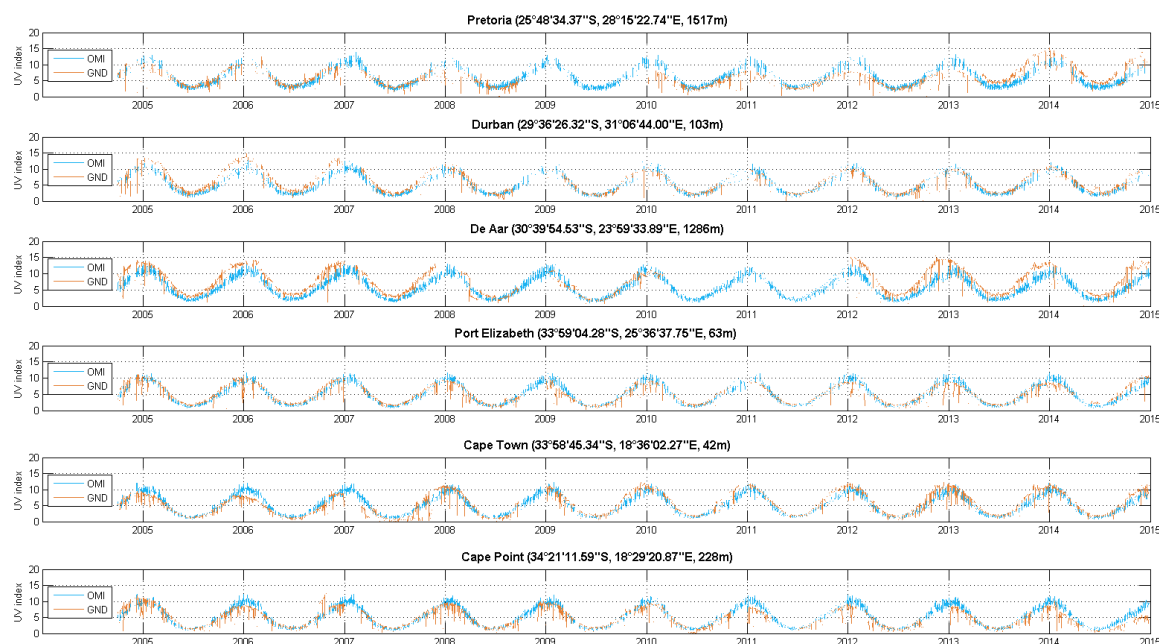 Pretoria (25°48'34.37"S, 28°15'22.74"E, 1517m)
UV index
20
15
10
5
0
OMI
GND
2005 2006 2007 2008 2009 2010 2011 2012 2013 2014 2015
Durban (29°36'26.32"S, 31°06'44.00"E, 103m)
UV index
20
15
10
5
0
OMI
GND
2005 2006 2007 2008 2009 2010 2011 2012 2013 2014 2015
De Aar (30°39'54.53"S, 23°59'33.89"E, 1286m)
UV index
20
15
10
5
0
OMI
GND
2005 2006 2007 2008 2009 2010 2011 2012 2013 2014 2015
Port Elizabeth (33°59'04.28"S, 25°36'37.75"E, 63m)
UV index
20
15
10
5
0
OMI
GND
2005 2006 2007 2008 2009 2010 2011 2012 2013 2014 2015
Cape Town (33°58'45.34"S, 18°36'02.27"E, 42m)
UV index
20
15
10
5
0
OMI
GND
2005 2006 2007 2008 2009 2010 2011 2012 2013 2014 2015
Cape Point (34°21'11.59"S, 18°29'20.87"E, 228m)
UV index
20
15
10
5
0
OMI
GND
2005 2006 2007 2008 2009 2010 2011 2012 2013 2014 2015